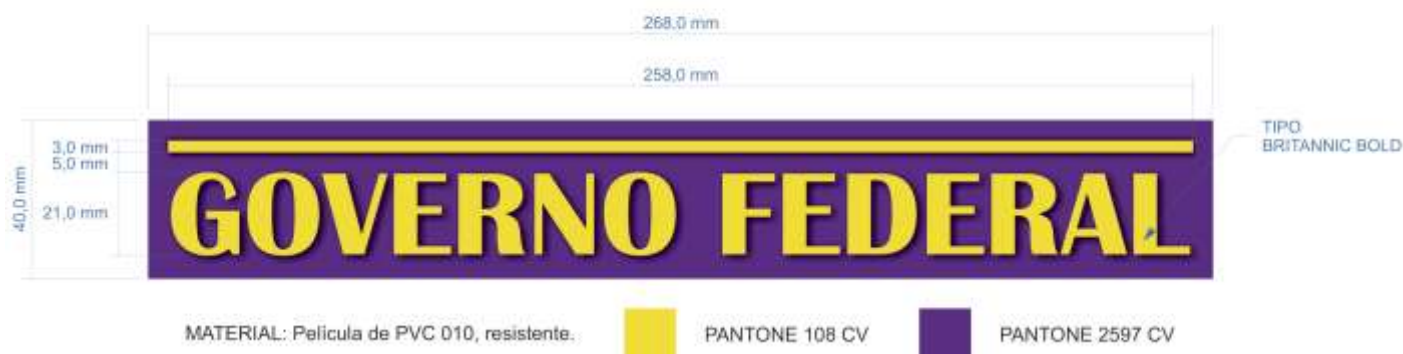 268,0 mm
258,0 mm
TIPO
BRITANNIC BOLD
3,0 mm
5,0 mm
21,0 mm
40,0 mm
GOVERNO FEDERAL
MATERIAL: Película de PVC 010, resistente.
PANTONE 108 CV
PANTONE 2597 CV